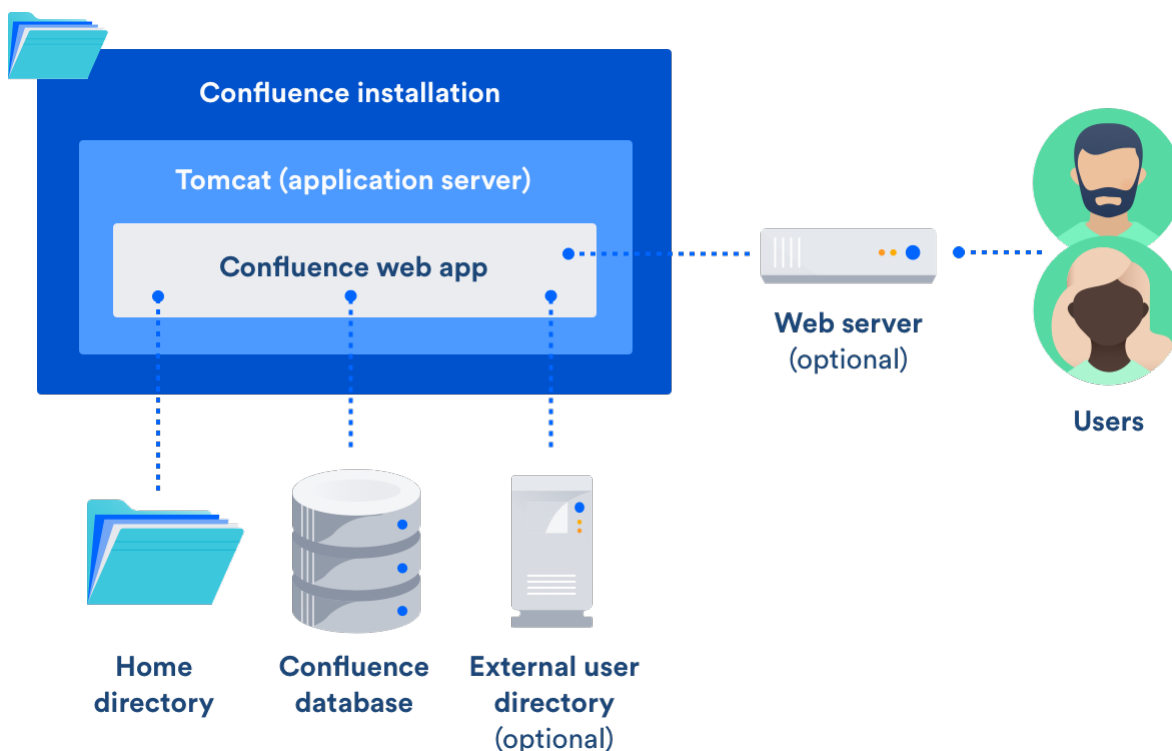 Confluence installation
Tomcat (application server)
Confluence web app
Web server
(optional)
Users
Home
directory
Confluence
database
External user
directory
(optional)